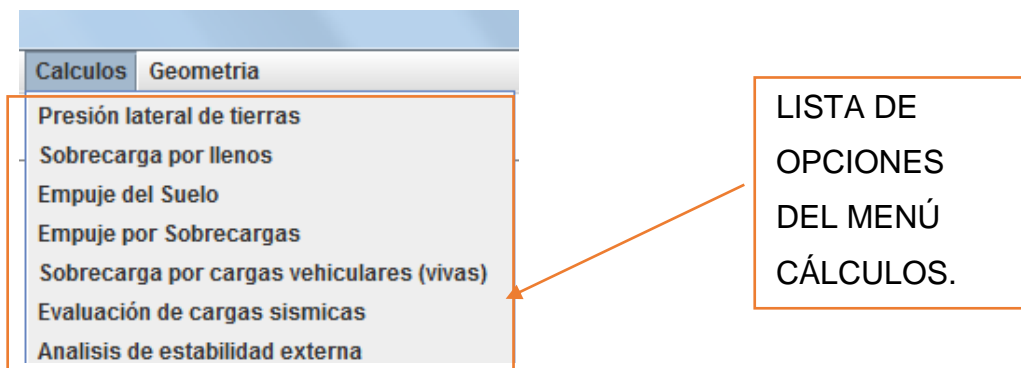 Calculos Geometria
Presión lateral de tierras
Sobrecarga por llenos
Empuje del Suelo
Empuje por Sobrecargas
Sobrecarga por cargas vehiculares (vivas)
Evaluación de cargas sismicas
Analisis de estabilidad externa
LISTA DE
OPCIONES
DEL MENÚ
CÁLCULOS.